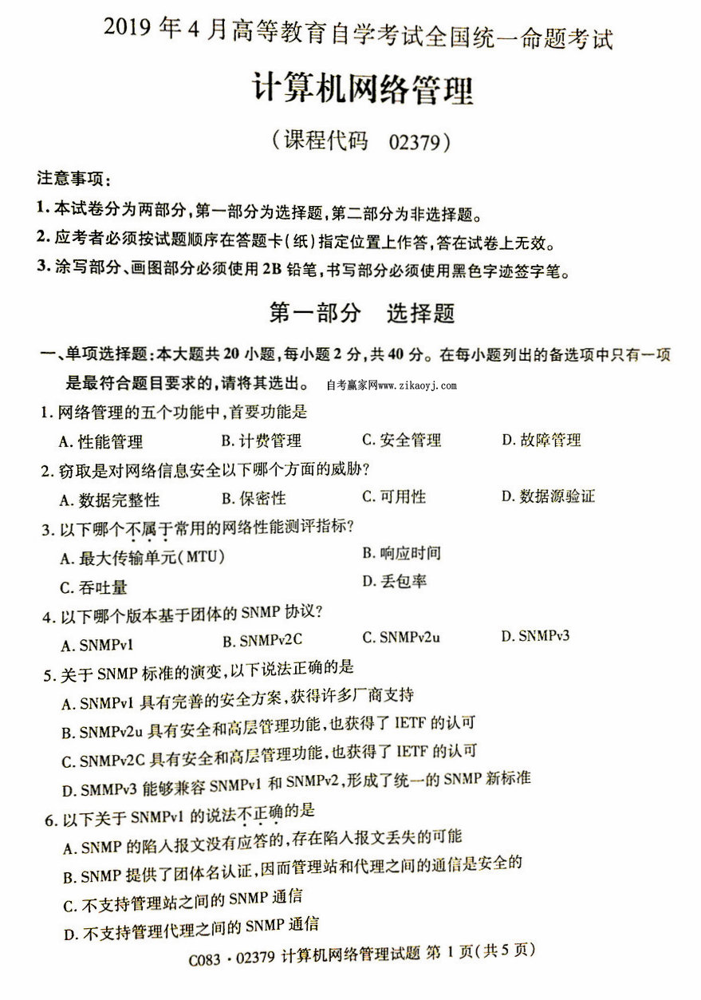 2019 年 4 月高等教育自学考试全国统一命题考试
计算机网络管理
(课程代码 02379)
注意事项:
1. 本试卷分为两部分,第一部分为选择题,第二部分为非选择题。
2. 应考者必须按试题顺序在答题卡(纸)指定位置上作答,答在试卷上无效。
3. 涂写部分、画图部分必须使用 2B 铅笔,书写部分必须使用黑色字迹签字笔。
第一部分 选择题
一、单项选择题:本大题共 20 小题,每小题 2 分,共 40 分。在每小题列出的备选项中只有一项
是最符合题目要求的,请将其选出。 自考赢家网www.zikaoyj.com
1. 网络管理的五个功能中,首要功能是
A. 性能管理 B. 计费管理 C. 安全管理 D. 故障管理
2. 窃取是对网络信息安全以下哪个方面的威胁?
A. 数据完整性 B. 保密性 C. 可用性 D. 数据源验证
3. 以下哪个不属于常用的网络性能测评指标?
A. 最大传输单元(MTU) B. 响应时间
C. 吞吐量 D. 丢包率
4. 以下哪个版本基于团体的 SNMP 协议?
A. SNMPv1 B. SNMPv2C C. SNMPv2u D. SNMPv3
5. 关于 SNMP 标准的演变,以下说法正确的是
A. SNMPv1 具有完善的安全方案,获得许多厂商支持
B. SNMPv2u 具有安全和高层管理功能,也获得了 IETF 的认可
C. SNMPv2C 具有安全和高层管理功能,也获得了 IETF 的认可
D. SMMPv3 能够兼容 SNMPv1 和 SNMPv2,形成了统一的 SNMP 新标准
6. 以下关于 SNMPv1 的说法不正确的是
A. SNMP 的陷入报文没有应答的,存在陷入报文丢失的可能
B. SNMP 提供了团体名认证,因而管理站和代理之间的通信是安全的
C. 不支持管理站之间的 SNMP 通信
D. 不支持管理代理之间的 SNMP 通信
C083·02379 计算机网络管理试题 第 1 页(共 5 页)